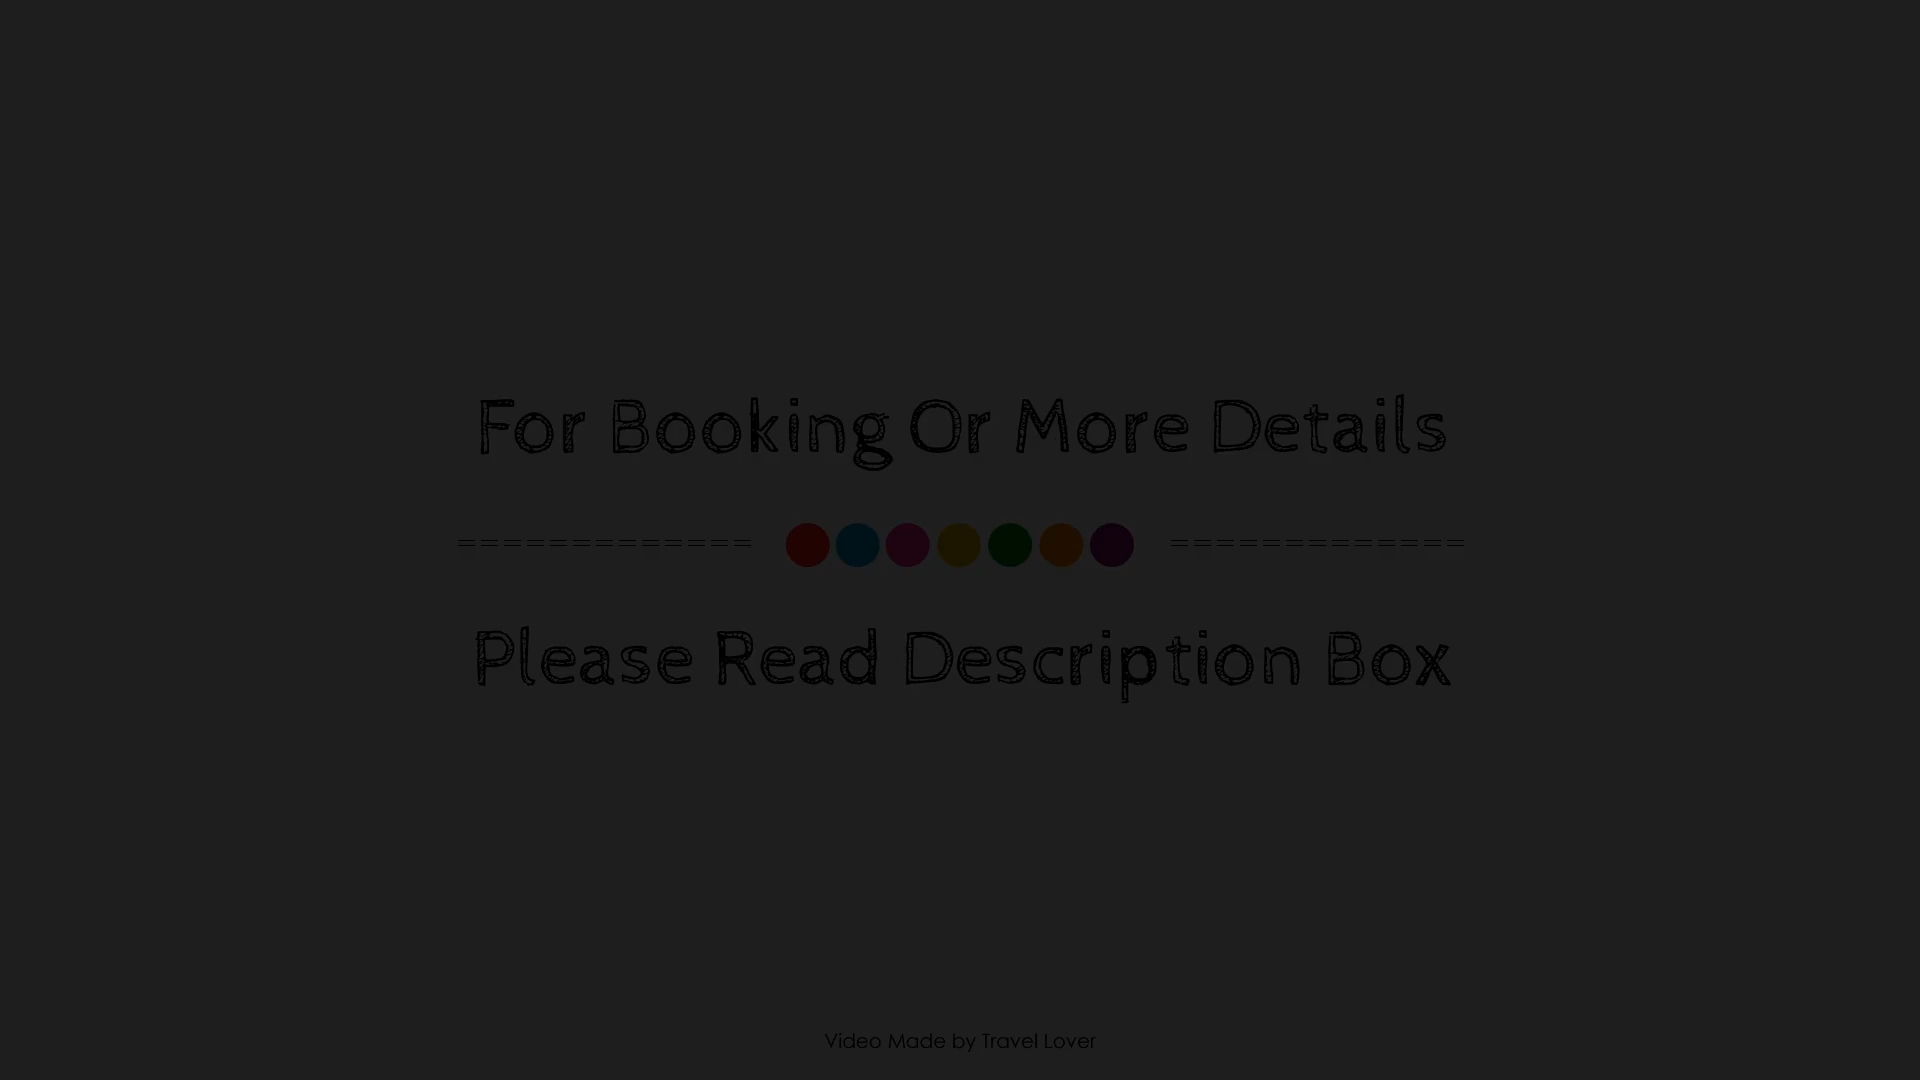 For Booking Or More Details
============= =============
Please Read Description Box
Video Made by Travel Lover